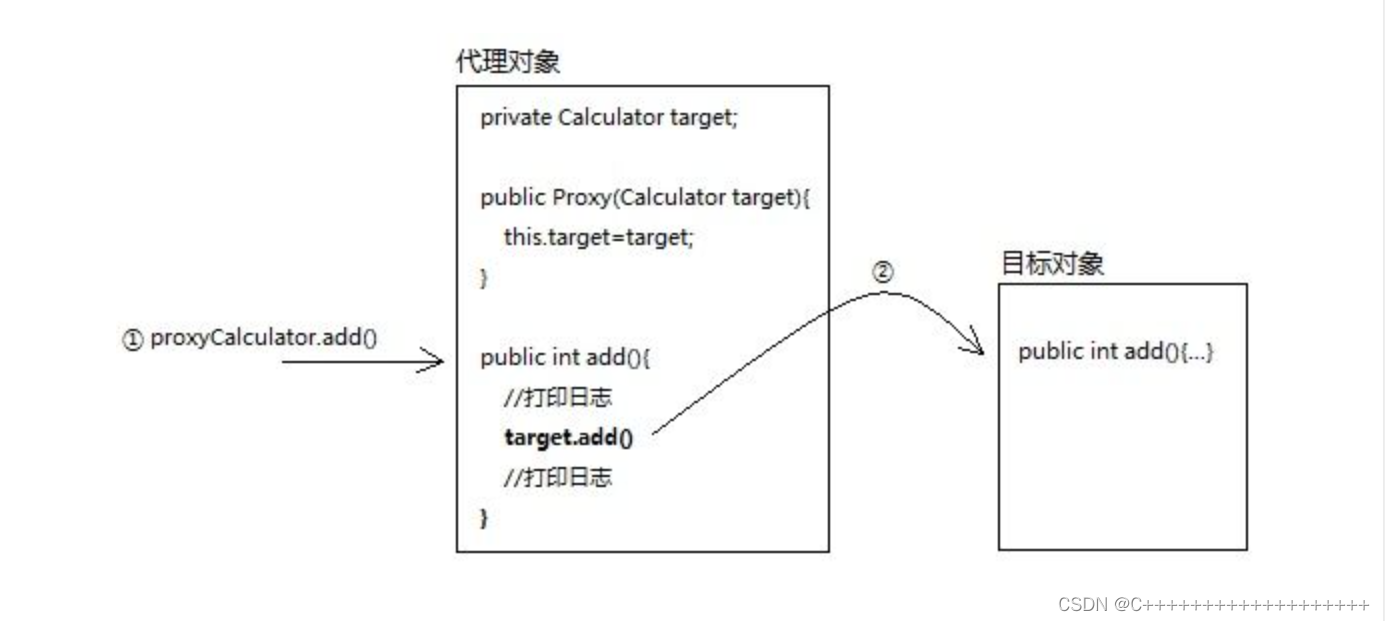 代理对象
private Calculator target;
public Proxy(Calculator target){
this.target=target;
}
② 目标对象
① proxyCalculator.add()
public int add(){
//打印日志
target.add()
//打印日志
}
public int add(){...}
CSDN @C+++++++++++++++++++